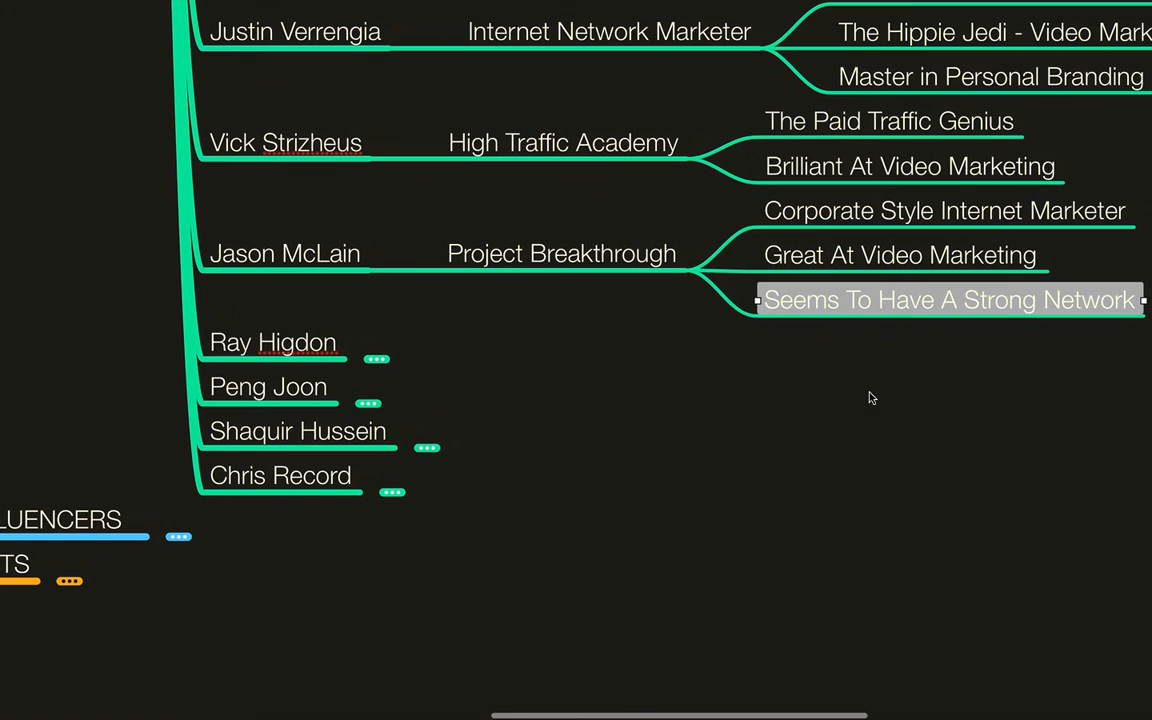 Justin Verrengia
Internet Network Marketer
The Hippie Jedi - Video Mark
Master in Personal Branding
Vick Strizheus
High Traffic Academy
The Paid Traffic Genius
Brilliant At Video Marketing
Jason McLain
Project Breakthrough
Corporate Style Internet Marketer
Great At Video Marketing
Seems To Have A Strong Network
Ray Higdon
Peng Joon
Shaquir Hussein
Chris Record
LUENCERS
TS